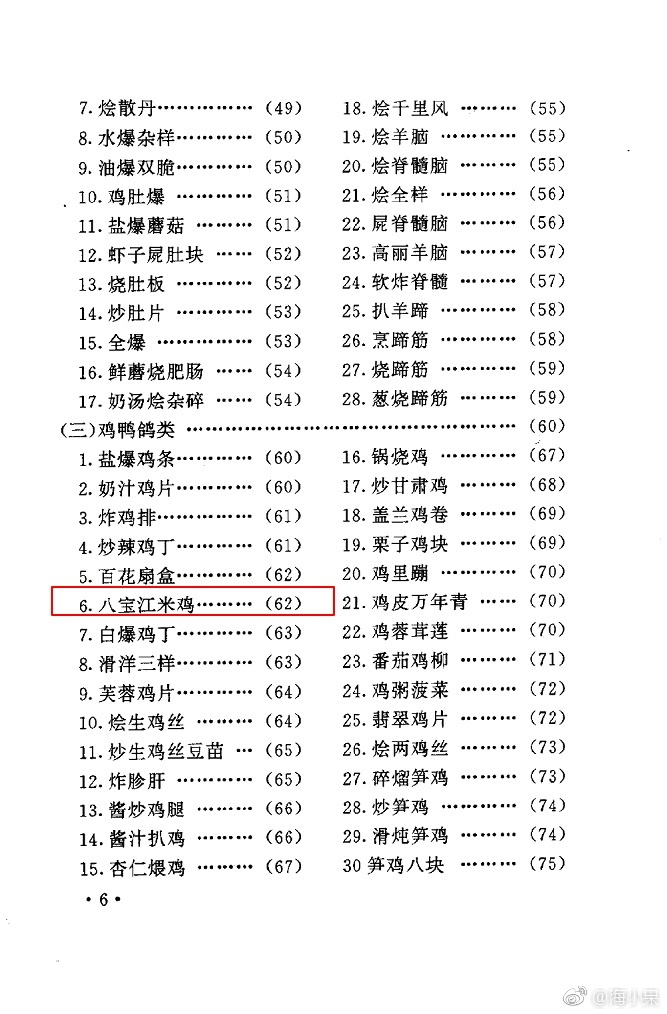 7. 烩散丹……………(49)
8. 水爆杂样…………(50)
9. 油爆双脆…………(50)
10. 鸡肚爆 …………(51)
11. 盐爆蘑菇 ………(51)
12. 虾子㞘肚块 ……(52)
13. 烧肚板 …………(52)
14. 炒肚片 …………(53)
15. 全爆 ……………(53)
16. 鲜蘑烧肥肠 ……(54)
17. 奶汤烩杂碎 ……(54)
18. 烩千里风 ………(55)
19. 烩羊脑 …………(55)
20. 烩脊髓脑 ………(55)
21. 烩全样 …………(56)
22. 㞘脊髓脑 ………(56)
23. 高丽羊脑 ………(57)
24. 软炸脊髓 ………(57)
25. 扒羊蹄 …………(58)
26. 烹蹄筋 …………(58)
27. 烧蹄筋 …………(59)
28. 葱烧蹄筋 ………(59)
(三)鸡鸭鸽类 ……………………………………(60)
1. 盐爆鸡条…………(60)
2. 奶汁鸡片…………(60)
3. 炸鸡排……………(61)
4. 炒辣鸡丁…………(61)
5. 百花扇盒…………(62)
6. 八宝江米鸡………(62)
7. 白爆鸡丁…………(63)
8. 滑洋三样…………(63)
9. 芙蓉鸡片…………(64)
10. 烩生鸡丝 ………(64)
11. 炒生鸡丝豆苗 …(65)
12. 炸胗肝 …………(65)
13. 酱炒鸡腿 ………(66)
14. 酱汁扒鸡 ………(66)
15. 杏仁煨鸡 ………(67)
16. 锅烧鸡 …………(67)
17. 炒甘肃鸡 ………(68)
18. 盖兰鸡卷 ………(69)
19. 栗子鸡块 ………(69)
20. 鸡里蹦 …………(70)
21. 鸡皮万年青 ……(70)
22. 鸡蓉茸莲 ………(70)
23. 番茄鸡柳 ………(71)
24. 鸡粥菠菜 ………(72)
25. 翡翠鸡片 ………(72)
26. 烩两鸡丝 ………(73)
27. 碎熘笋鸡 ………(73)
28. 炒笋鸡 …………(74)
29. 滑炖笋鸡 ………(74)
30 笋鸡八块 ………(75)
·6·
@海小呆